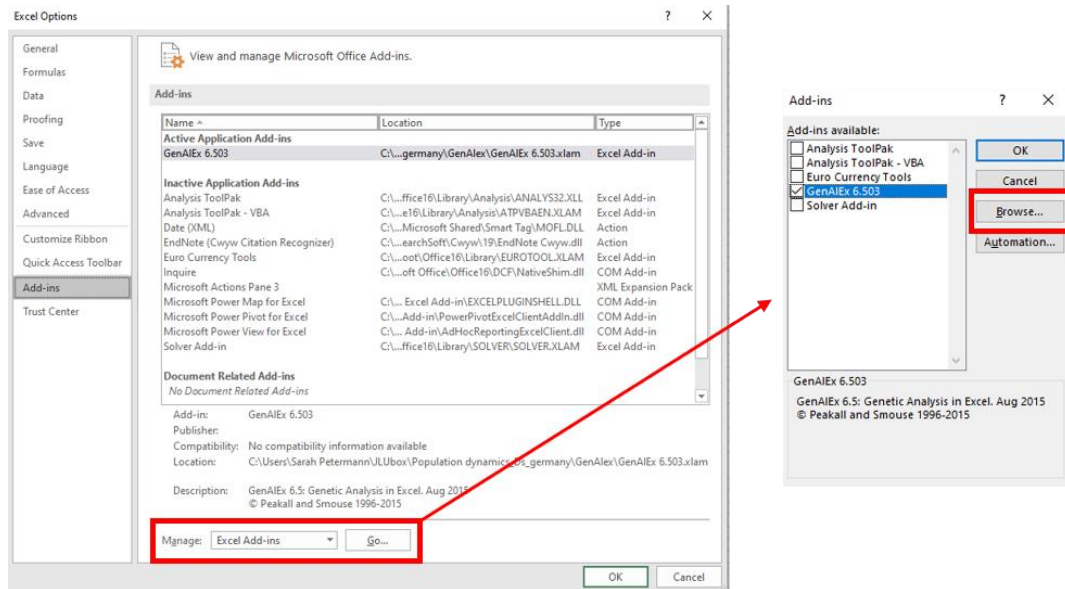 Excel Options
? ×
General
Formulas
Data
Proofing
Save
Language
Ease of Access
Advanced
Customize Ribbon
Quick Access Toolbar
Add-ins
Trust Center
View and manage Microsoft Office Add-ins.
Add-ins
Name Location Type
Active Application Add-ins
GenAlEx 6.503 C:\...germany\GenAlex\GenAlEx 6.503.xlam Excel Add-in
Inactive Application Add-ins
Analysis ToolPak C:\...ffice16\Library\Analysis\ANALYS32.XLL Excel Add-in
Analysis ToolPak - VBA C:\...e16\Library\Analysis\ATPVBAEN.XLAM Excel Add-in
Date (XML) C:\...Microsoft Shared\Smart Tag\MOFL.DLL Action
EndNote (Cwyw Citation Recognizer) C:\...earchSoft\Cwyw\19\EndNote Cwyw.dll Action
Euro Currency Tools C:\...oot\Office16\Library\EUROTOOL.XLAM Excel Add-in
Inquire C:\...oft Office\Office16\DCF\NativeShim.dll COM Add-in
Microsoft Actions Pane 3 XML Expansion Pack
Microsoft Power Map for Excel C:\... Excel Add-in\EXCELPLUGINSHELL.DLL COM Add-in
Microsoft Power Pivot for Excel C:\...Add-in\PowerPivotExcelClientAddIn.dll COM Add-in
Microsoft Power View for Excel C:\... Add-in\AdHocReportingExcelClient.dll COM Add-in
Solver Add-in C:\...ffice16\Library\SOLVER\SOLVER.XLAM Excel Add-in
Document Related Add-ins
No Document Related Add-ins
Add-in: GenAlEx 6.503
Publisher:
Compatibility: No compatibility information available
Location: C:\Users\Sarah Petermann\JLUbox\Population dynamics_Ds_germany\GenAlex\GenAlEx 6.503.xlam
Description: GenAlEx 6.5: Genetic Analysis in Excel. Aug 2015
© Peakall and Smouse 1996-2015
Manage: Excel Add-ins Go...
OK Cancel
Add-ins ? ×
Add-ins available:
Analysis ToolPak
Analysis ToolPak - VBA
Euro Currency Tools
GenAlEx 6.503
Solver Add-in
OK
Cancel
Browse...
Automation...
GenAlEx 6.503
GenAlEx 6.5: Genetic Analysis in Excel. Aug 2015
© Peakall and Smouse 1996-2015